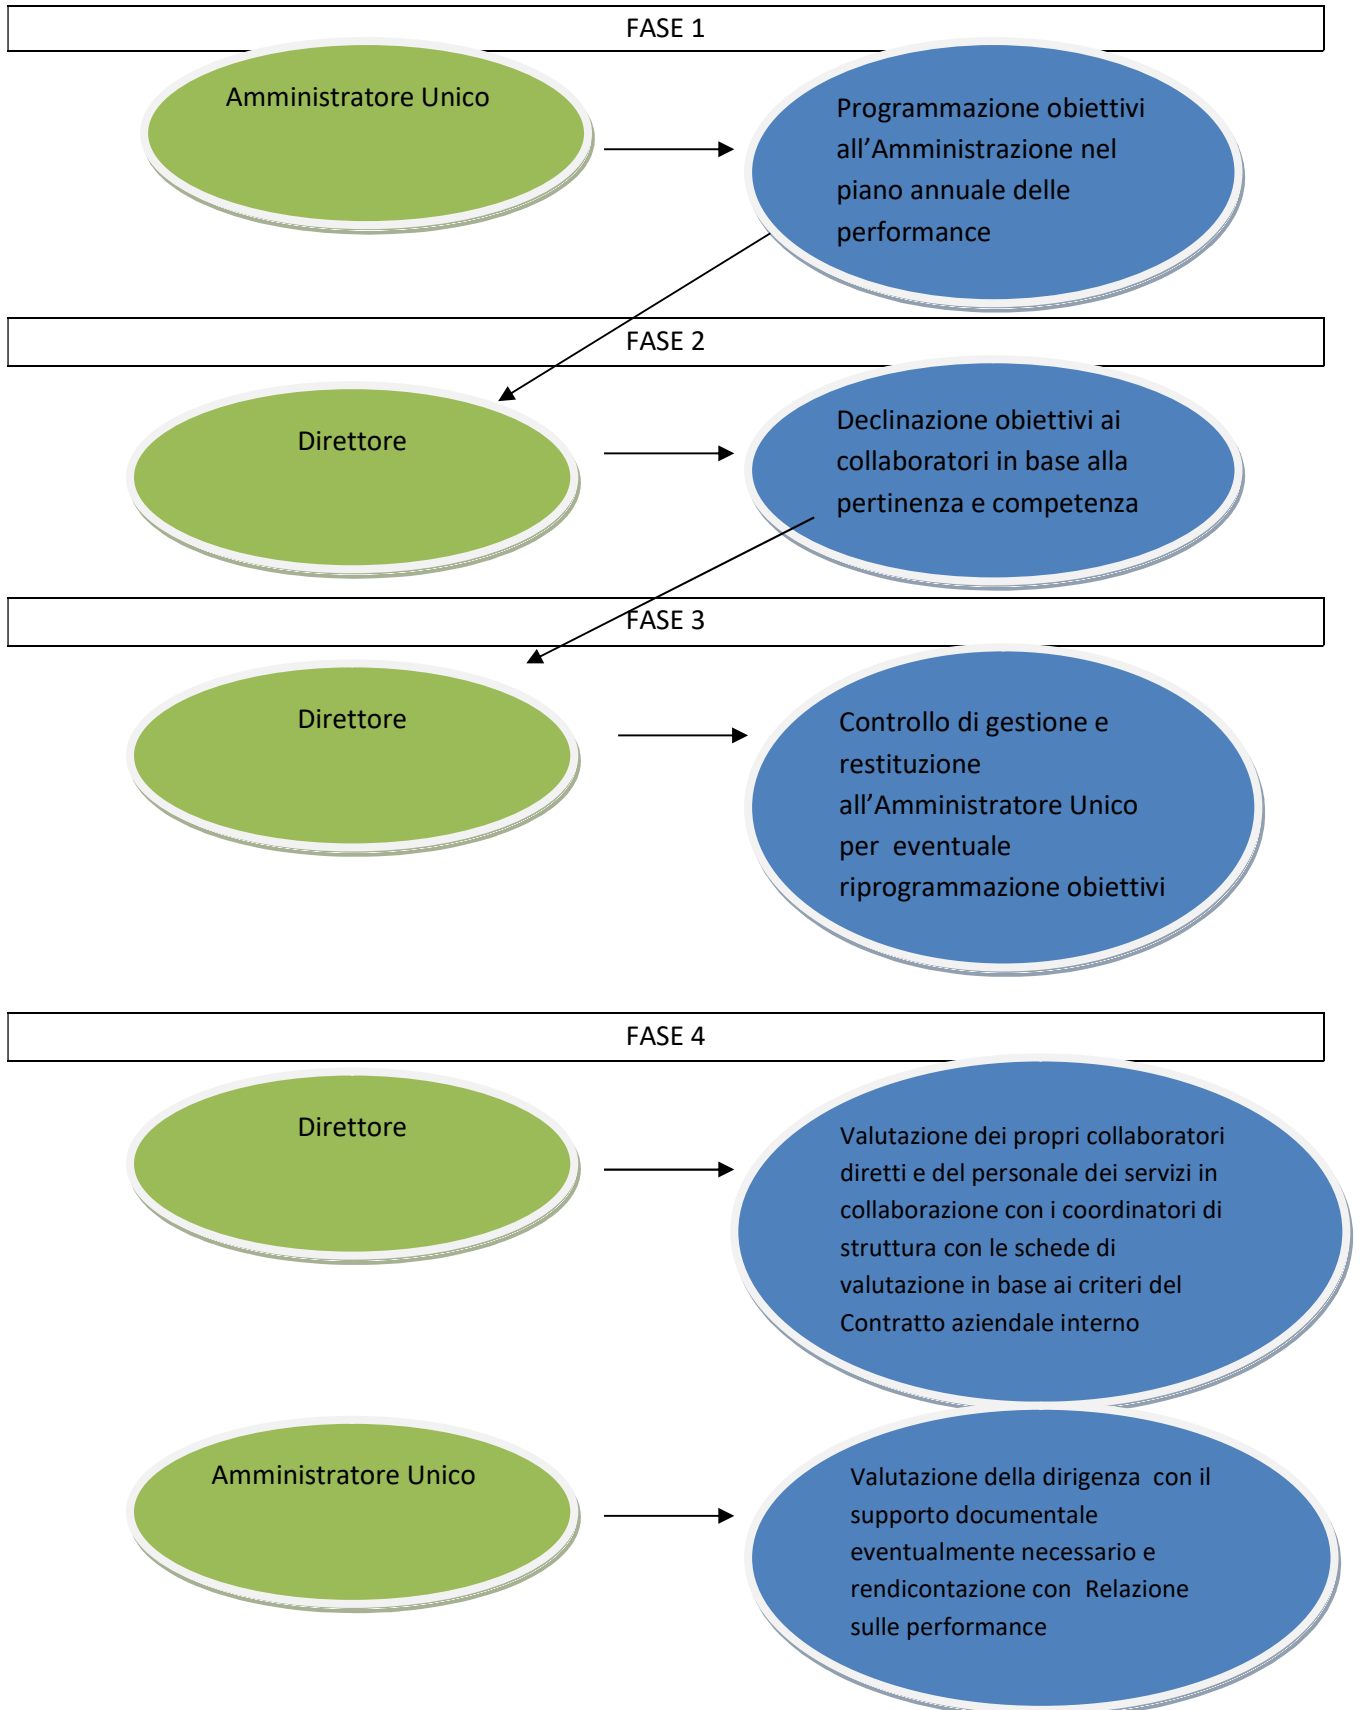 FASE 1
Amministratore Unico
Programmazione obiettivi
all’Amministrazione nel
piano annuale delle
performance
FASE 2
Direttore
Declinazione obiettivi ai
collaboratori in base alla
pertinenza e competenza
FASE 3
Direttore
Controllo di gestione e
restituzione
all’Amministratore Unico
per eventuale
riprogrammazione obiettivi
FASE 4
Direttore
Valutazione dei propri collaboratori
diretti e del personale dei servizi in
collaborazione con i coordinatori di
struttura con le schede di
valutazione in base ai criteri del
Contratto aziendale interno
Amministratore Unico
Valutazione della dirigenza con il
supporto documentale
eventualmente necessario e
rendicontazione con Relazione
sulle performance